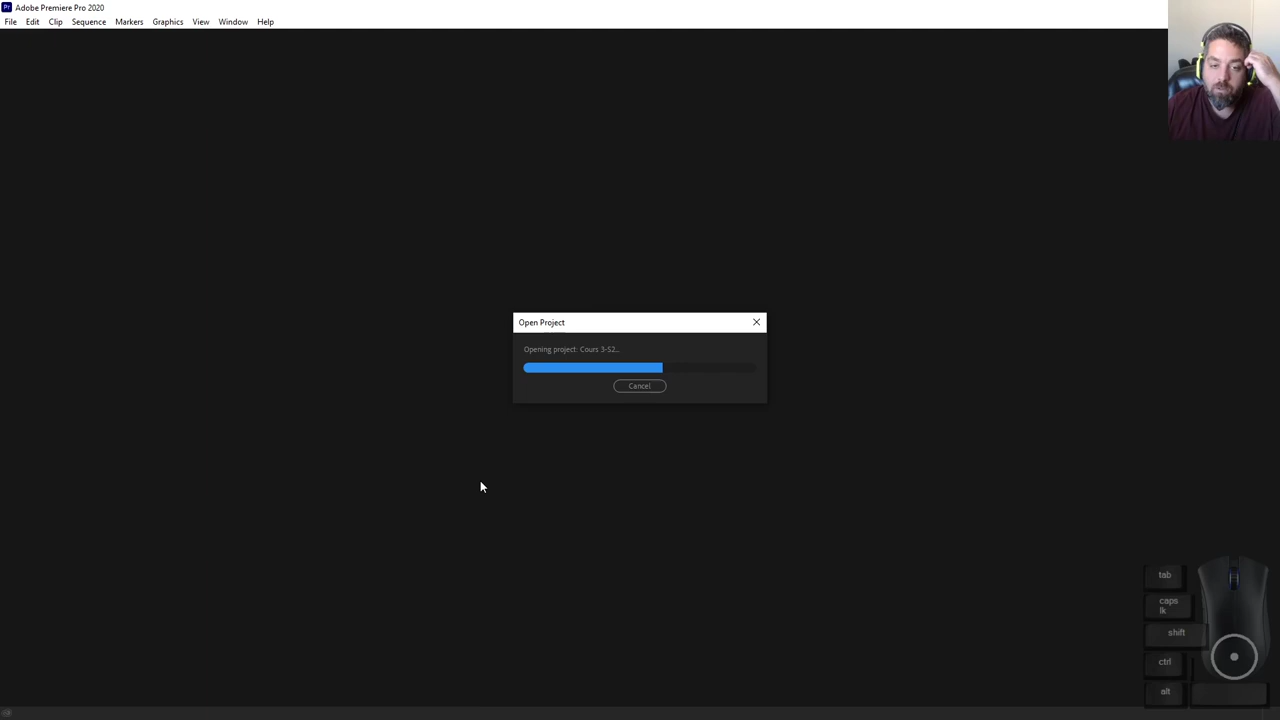 Adobe Premiere Pro 2020
File Edit Clip Sequence Markers Graphics View Window Help
Open Project
Opening project: Cours 3-S2...
Cancel
tab
caps
lk
shift
ctrl
alt